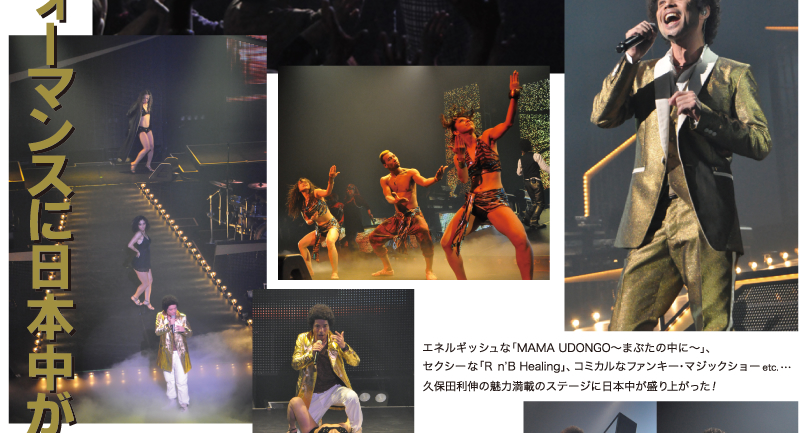 ォーマンスに日本中が
エネルギッシュな「MAMA UDONGO〜まぶたの中に〜」、
セクシーな「R n'B Healing」、コミカルなファンキー・マジックショー etc.…
久保田利伸の魅力満載のステージに日本中が盛り上がった!